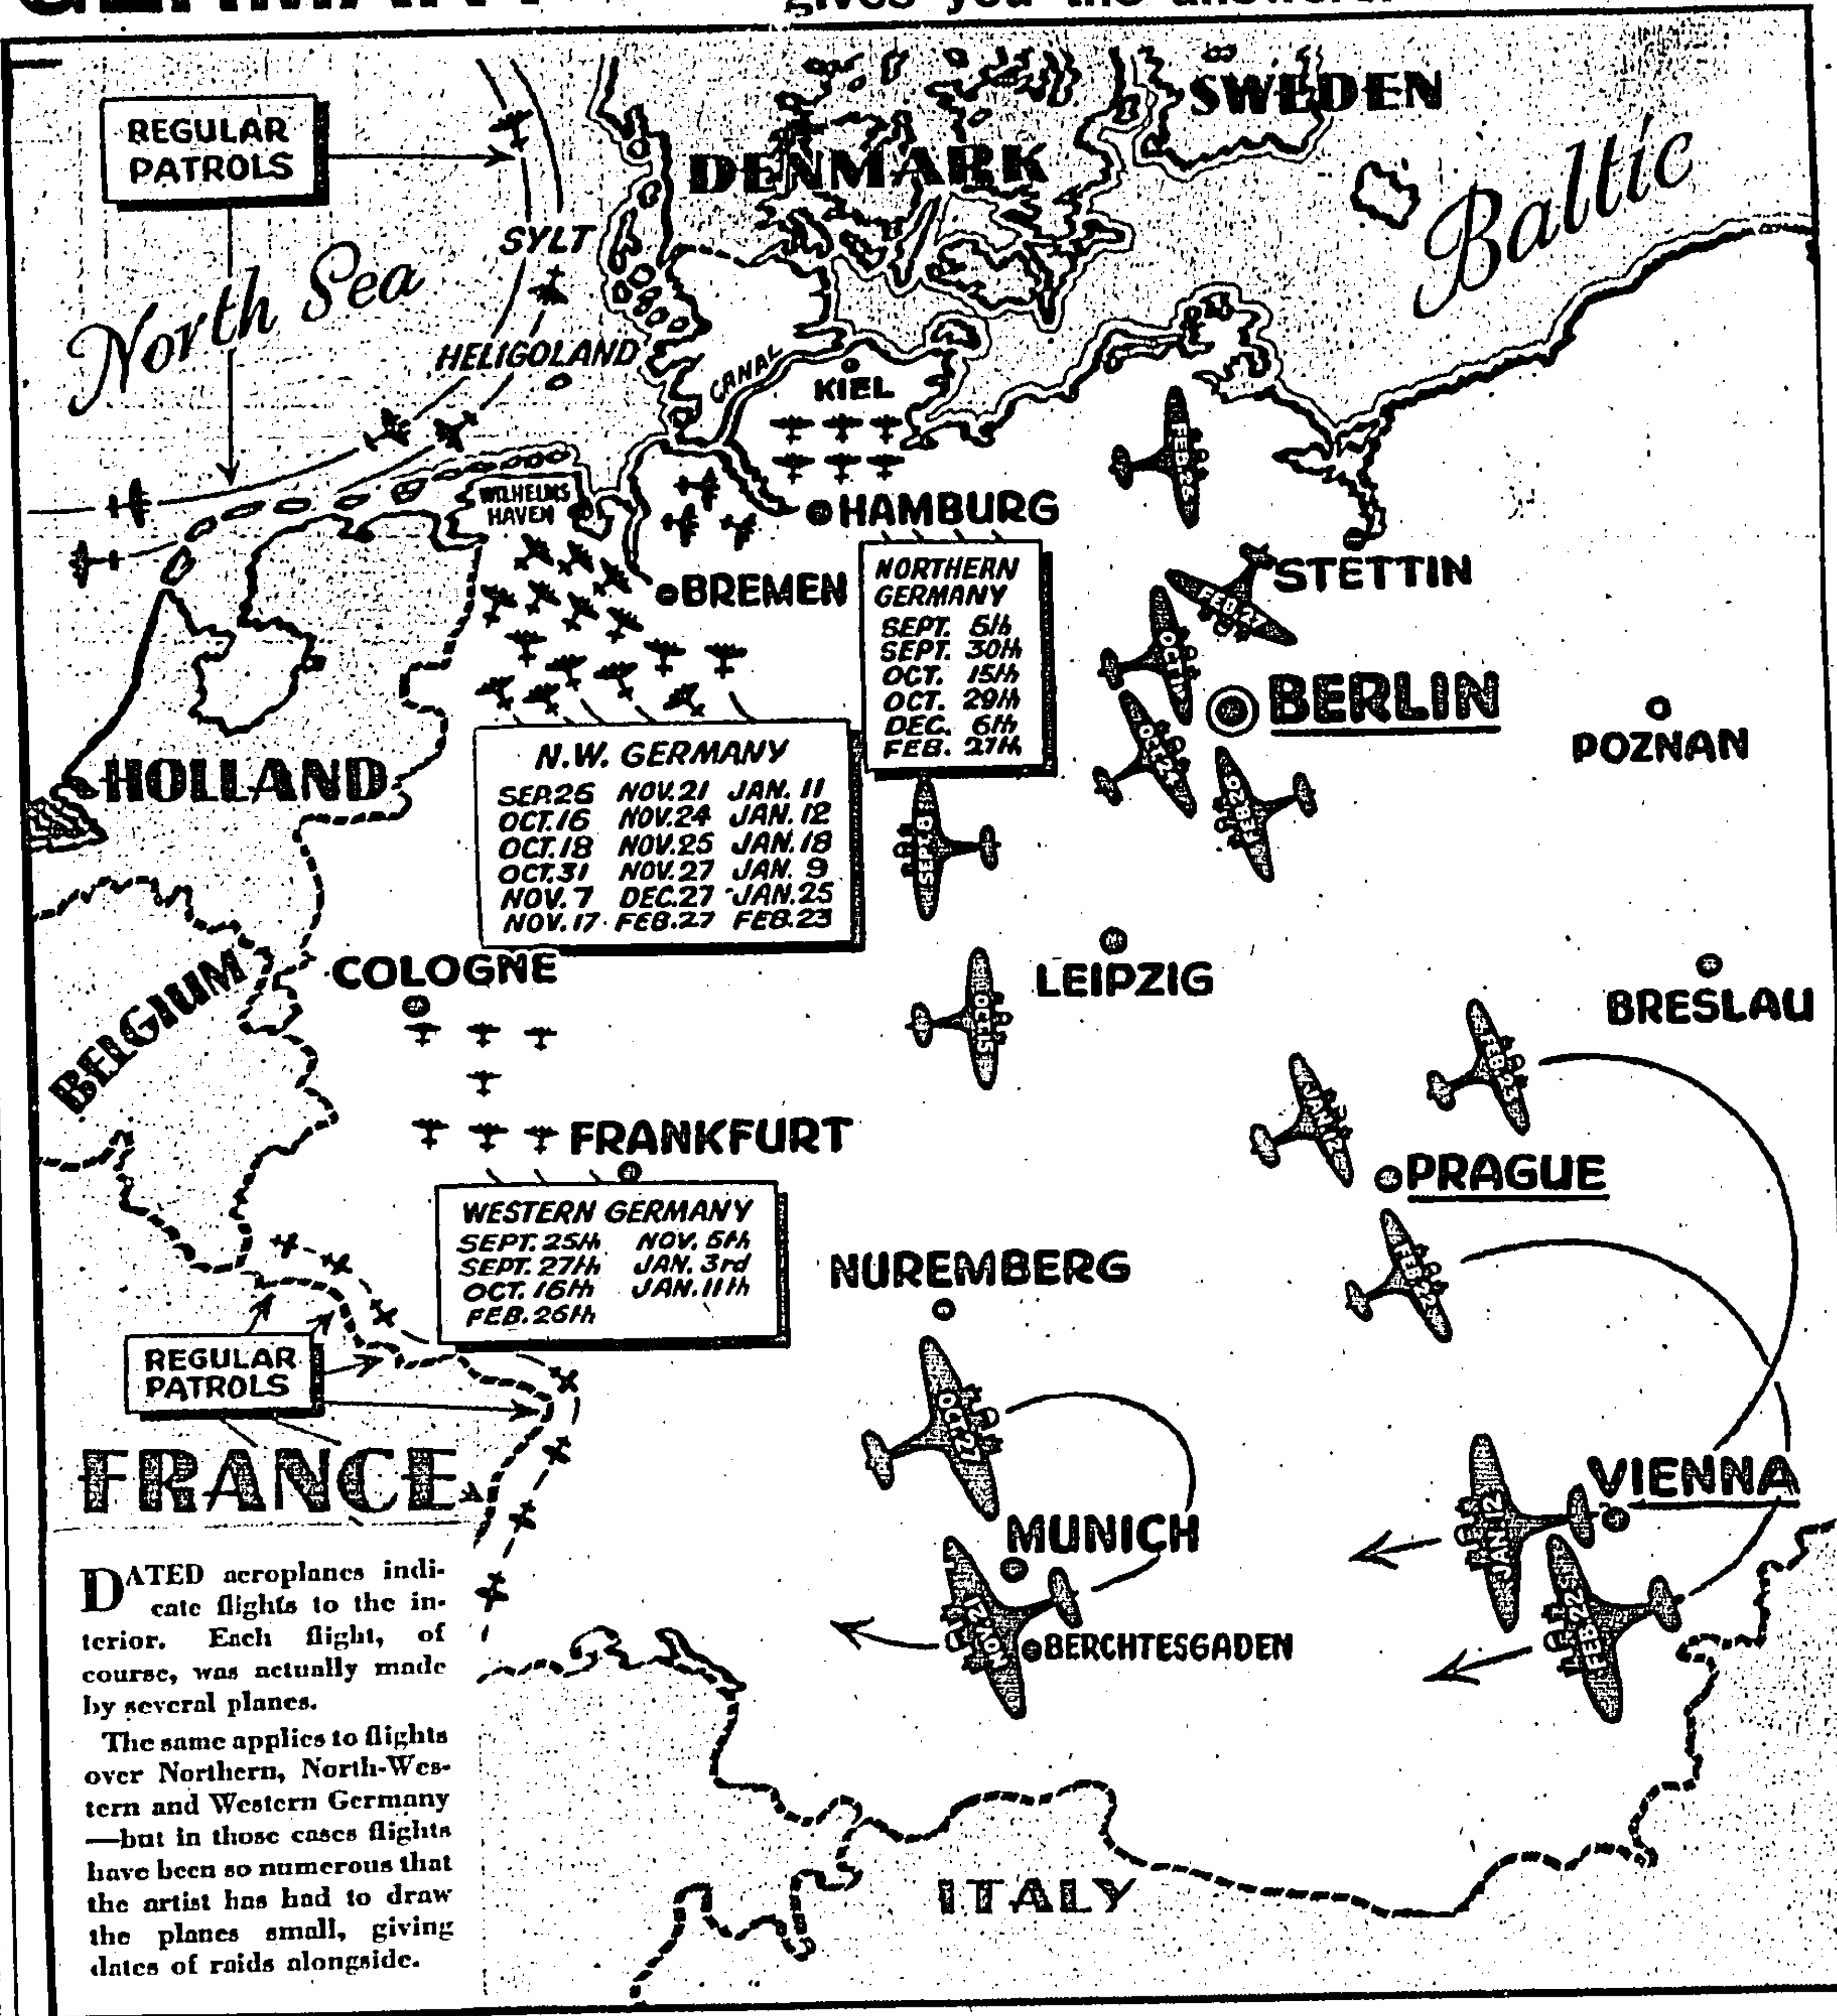 gives you the answers.
REGULAR
PATROLS
SWEDEN
DENMARK
Baltic
SYLT
North Sea
HELIGOLAND
CANAL
KIEL
FEB. 25
WILHELMS
HAVEN
HAMBURG
BREMEN
STETTIN
FEB. 27
NORTHERN
GERMANY
SEPT. 6th
SEPT. 30th
OCT. 15th
OCT. 29th
DEC. 6th
FEB. 27th
OCT. 1
BERLIN
POZNAN
OCT. 24
HOLLAND
N.W. GERMANY
SEP. 26 NOV. 21 JAN. 11
OCT. 16 NOV. 24 JAN. 12
OCT. 18 NOV. 25 JAN. 18
OCT. 31 NOV. 27 JAN. 9
NOV. 7 DEC. 27 JAN. 25
NOV. 17 FEB. 27 FEB. 23
SEPT. 8
COLOGNE
LEIPZIG
BELGIUM
BRESLAU
OCT. 15
FEB. 23
JAN. 12
FRANKFURT
PRAGUE
WESTERN GERMANY
SEPT. 25th NOV. 5th
SEPT. 27th JAN. 3rd
OCT. 16th JAN. 11th
FEB. 26th
NUREMBERG
FEB. 22
REGULAR
PATROLS
OCT. 27
FRANCE
VIENNA
JAN. 12
MUNICH
NOV. 21
BERCHTESGADEN
FEB. 22
DATED aeroplanes indi-
cate flights to the in-
terior. Each flight, of
course, was actually made
by several planes.
The same applies to flights
over Northern, North-Wes-
tern and Western Germany
—but in those cases flights
have been so numerous that
the artist has had to draw
the planes small, giving
dates of raids alongside.
ITALY